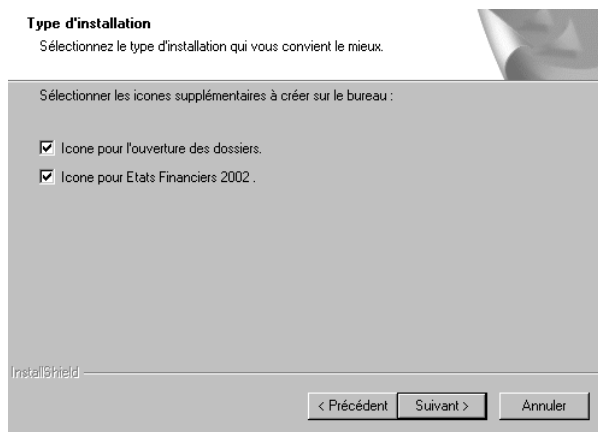 Type d'installation
Sélectionnez le type d'installation qui vous convient le mieux.
Sélectionner les icones supplémentaires à créer sur le bureau :
Icone pour l'ouverture des dossiers.
Icone pour Etats Financiers 2002 .
InstallShield
< Précédent Suivant > Annuler